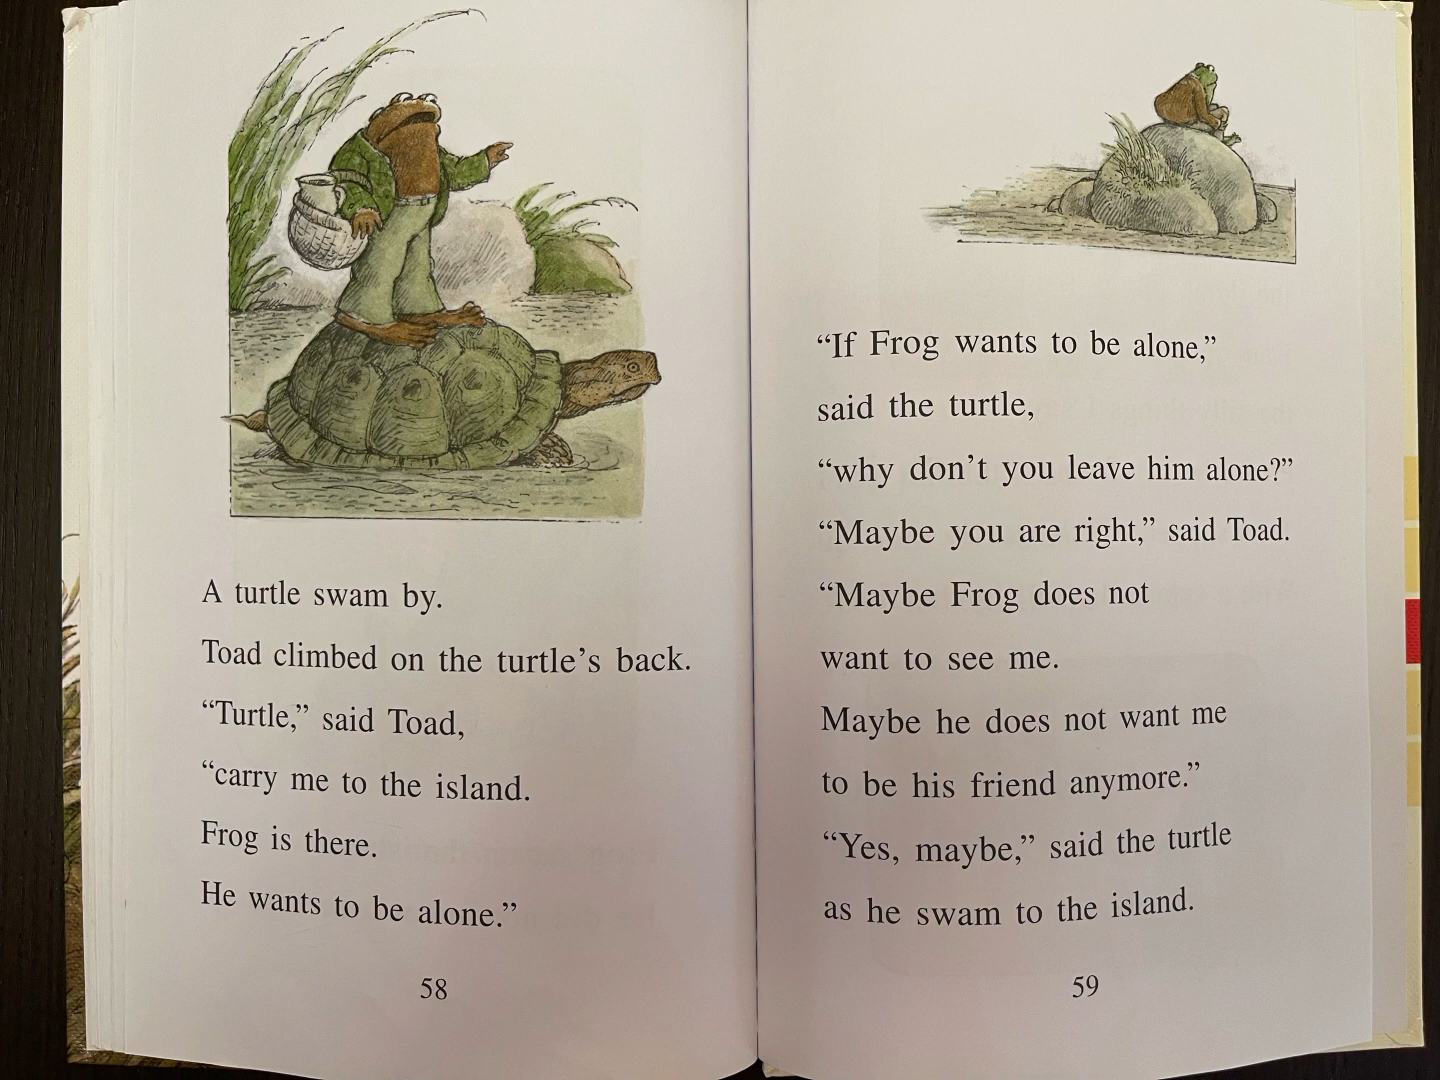 A turtle swam by.
Toad climbed on the turtle’s back.
“Turtle,” said Toad,
“carry me to the island.
Frog is there.
He wants to be alone.”
58
“If Frog wants to be alone,”
said the turtle,
“why don’t you leave him alone?”
“Maybe you are right,” said Toad.
“Maybe Frog does not
want to see me.
Maybe he does not want me
to be his friend anymore.”
“Yes, maybe,” said the turtle
as he swam to the island.
59